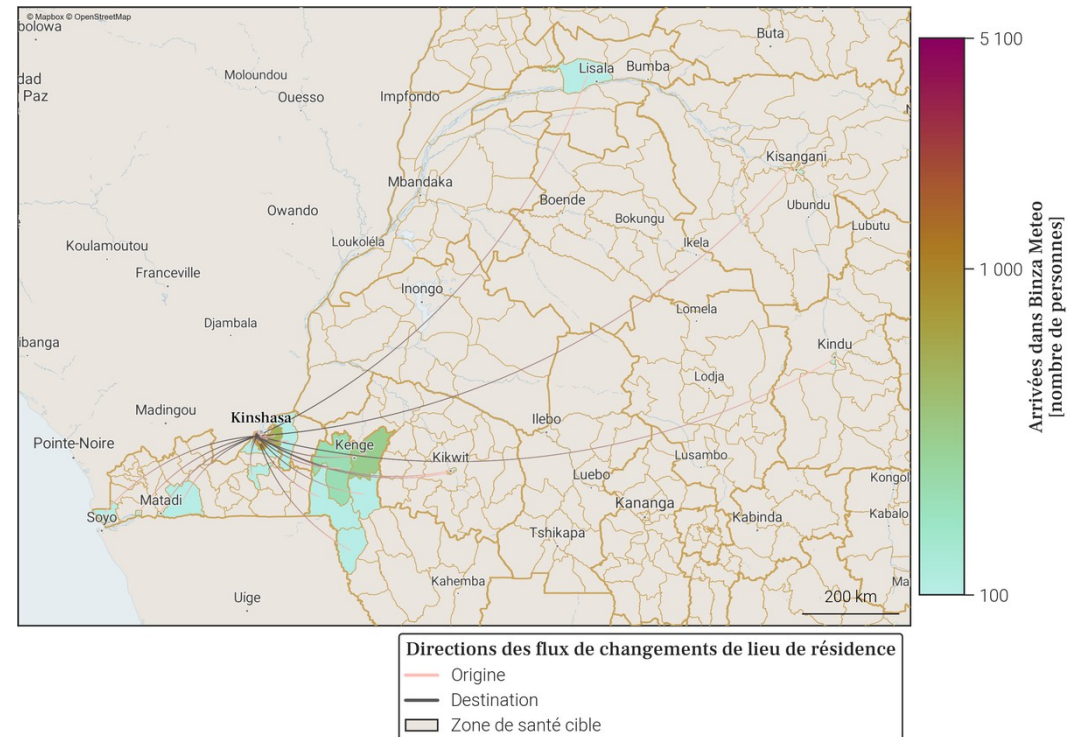 © Mapbox © OpenStreetMap
bolowa
Buta
Moloundou
Lisala
Bumba
dad
Paz
Ouesso
Impfondo
Kisangani
Mbandaka
Boende
Ubundu
Owando
Bokungu
Lubutu
Koulamoutou
Loukoléla
Ikela
Franceville
Inongo
Lomela
Djambala
ibanga
Kindu
Lodja
Madingou
Kinshasa
Ilebo
Pointe-Noire
Kenge
Kikwit
Lusambo
Luebo
Kongol
Matadi
Kananga
Soyo
Kabinda
Kabalo
Tshikapa
Kahemba
Ma
Uíge
200 km
5 100
1 000
100
Arrivées dans Binza Meteo
[nombre de personnes]
Directions des flux de changements de lieu de résidence
Origine
Destination
Zone de santé cible